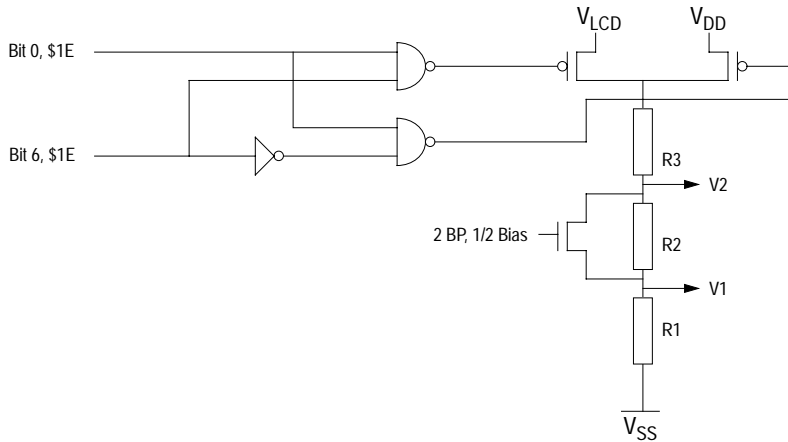 V_LCD V_DD
Bit 0, $1E
Bit 6, $1E
R3
V2
2 BP, 1/2 Bias
R2
V1
R1
V_SS